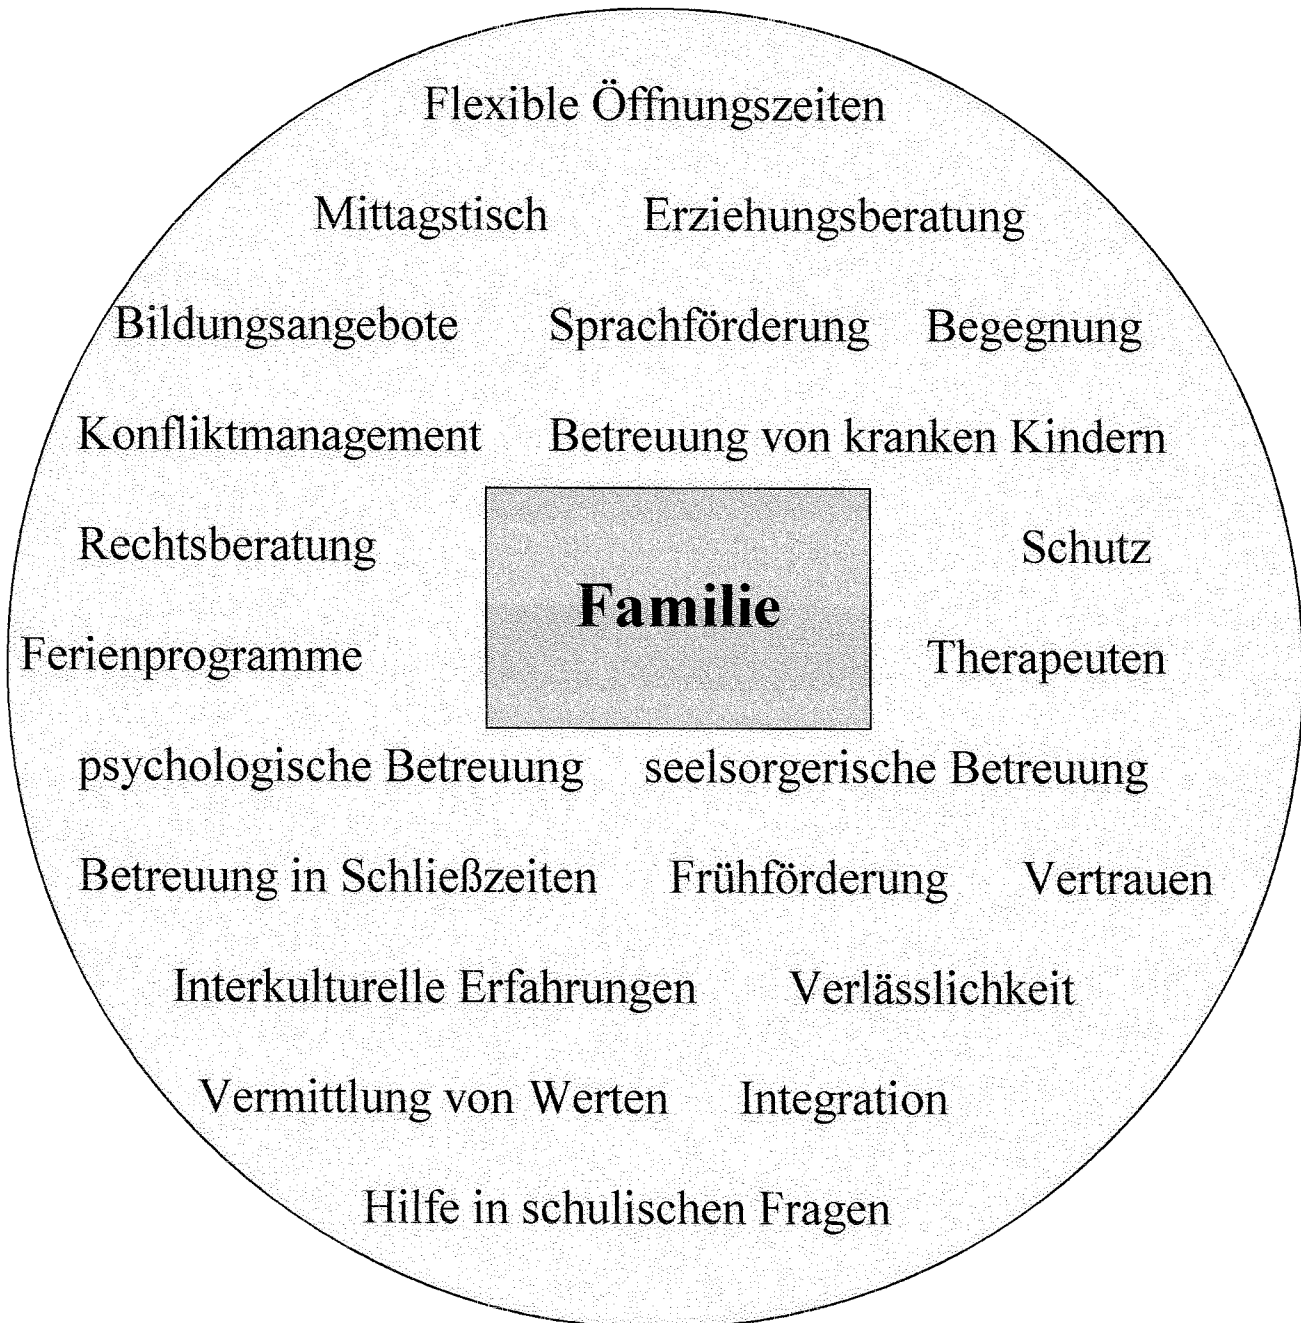 Flexible Öffnungszeiten
Mittagstisch Erziehungsberatung
Bildungsangebote Sprachförderung Begegnung
Konfliktmanagement Betreuung von kranken Kindern
Rechtsberatung Schutz
Familie
Ferienprogramme Therapeuten
psychologische Betreuung seelsorgerische Betreuung
Betreuung in Schließzeiten Frühförderung Vertrauen
Interkulturelle Erfahrungen Verlässlichkeit
Vermittlung von Werten Integration
Hilfe in schulischen Fragen